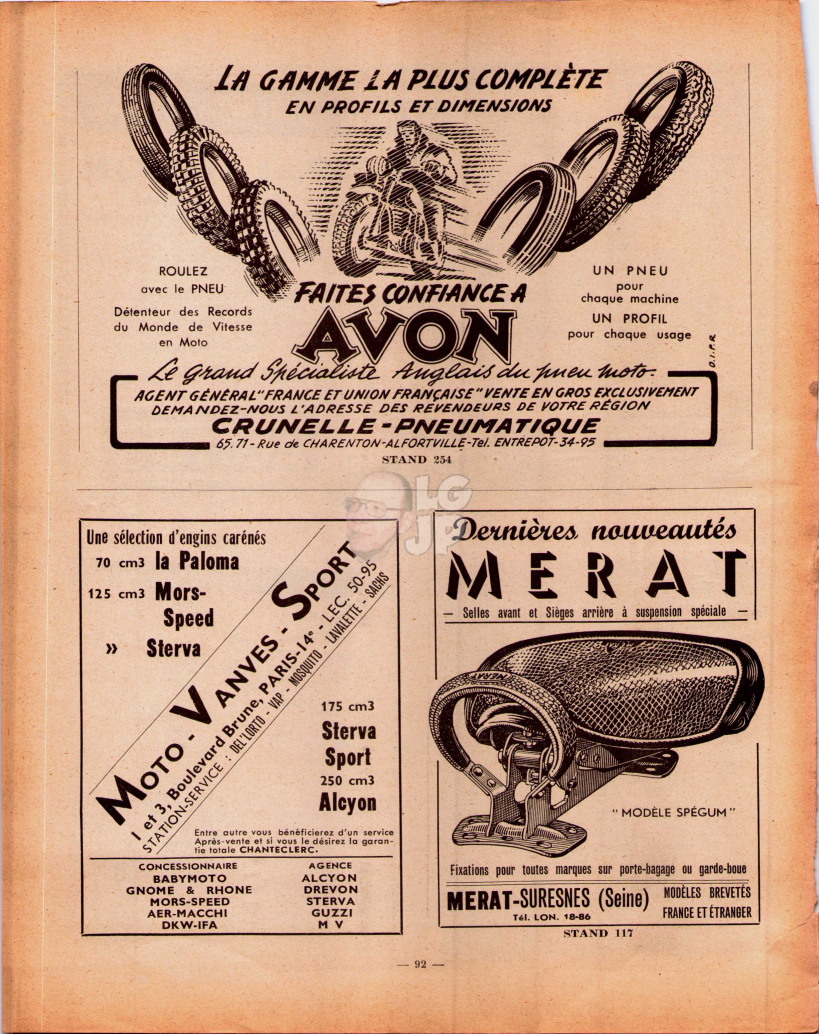 LA GAMME LA PLUS COMPLÈTE
EN PROFILS ET DIMENSIONS
ROULEZ
avec le PNEU
Détenteur des Records
du Monde de Vitesse
en Moto
UN PNEU
pour
chaque machine
UN PROFIL
pour chaque usage
D.I.P.R.
FAITES CONFIANCE A
AVON
Le Grand Spécialiste Anglais du pneu moto.
AGENT GÉNÉRAL "FRANCE ET UNION FRANÇAISE" VENTE EN GROS EXCLUSIVEMENT
DEMANDEZ-NOUS L'ADRESSE DES REVENDEURS DE VOTRE RÉGION
CRUNELLE-PNEUMATIQUE
65.71-Rue de CHARENTON-ALFORTVILLE-Tel. ENTREPOT-34-95
STAND 254
LG
JP
Une sélection d'engins carénés
70 cm3 la Paloma
125 cm3 Mors-
Speed
» Sterva
MOTO-VANVES-SPORT
1 et 3, Boulevard Brune, PARIS-14e - LEC. 50-95
STATION-SERVICE : DEL'LORTO - VAP - MOSQUITO - LAVALETTE - SACHS
175 cm3
Sterva
Sport
250 cm3
Alcyon
Entre autre vous bénéficierez d'un service
Après-vente et si vous le désirez la garan-
tie totale CHANTECLERC.
CONCESSIONNAIRE AGENCE
BABYMOTO ALCYON
GNOME & RHONE DREVON
MORS-SPEED STERVA
AER-MACCHI GUZZI
DKW-IFA M V
Dernières nouveautés
MERAT
— Selles avant et Sièges arrière à suspension spéciale —
MERAT
"MODÈLE SPÉGUM"
Fixations pour toutes marques sur porte-bagage ou garde-boue
MERAT-SURESNES (Seine)
Tél. LON. 18-86
MODÈLES BREVETÉS
FRANCE ET ÉTRANGER
STAND 117
— 92 —